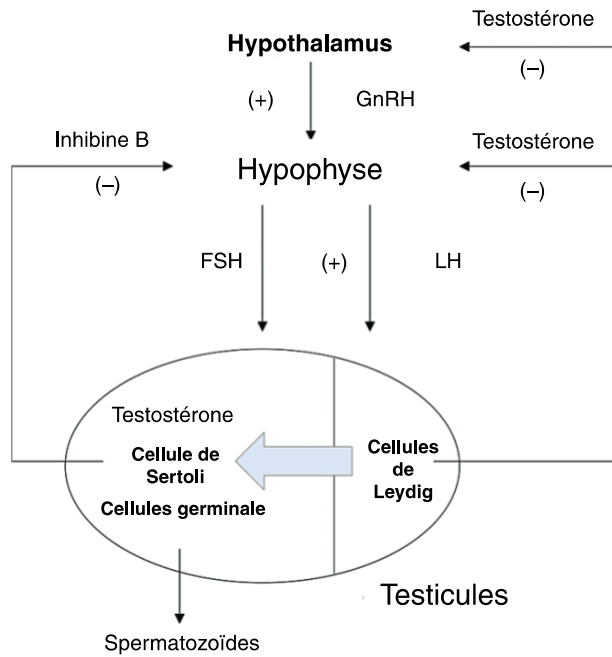 Testostérone
Hypothalamus
(–)
(+)
GnRH
Inhibine B
Testostérone
Hypophyse
(–)
(–)
FSH
(+)
LH
Testostérone
Cellule de
Sertoli
Cellules germinale
Cellules
de
Leydig
Testicules
Spermatozoïdes